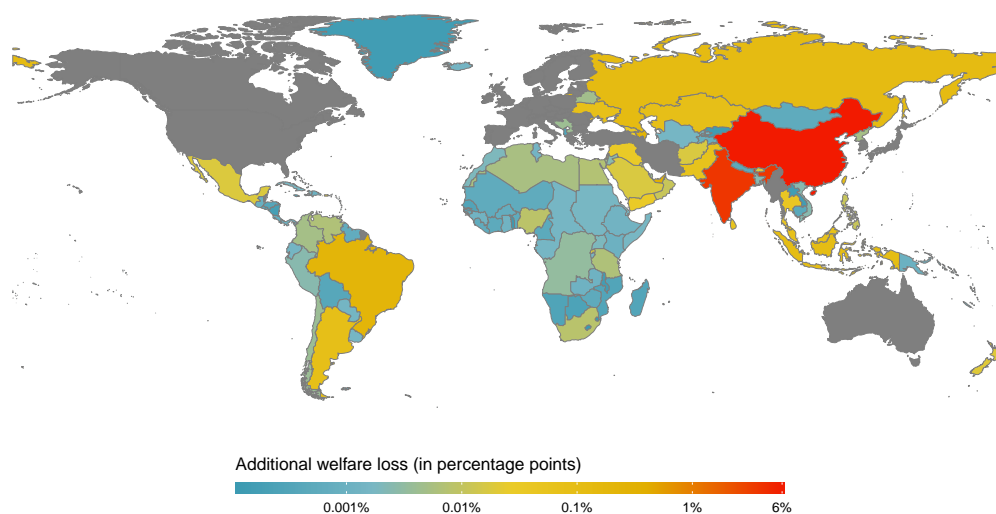 Additional welfare loss (in percentage points)
0.001% 0.01% 0.1% 1% 6%